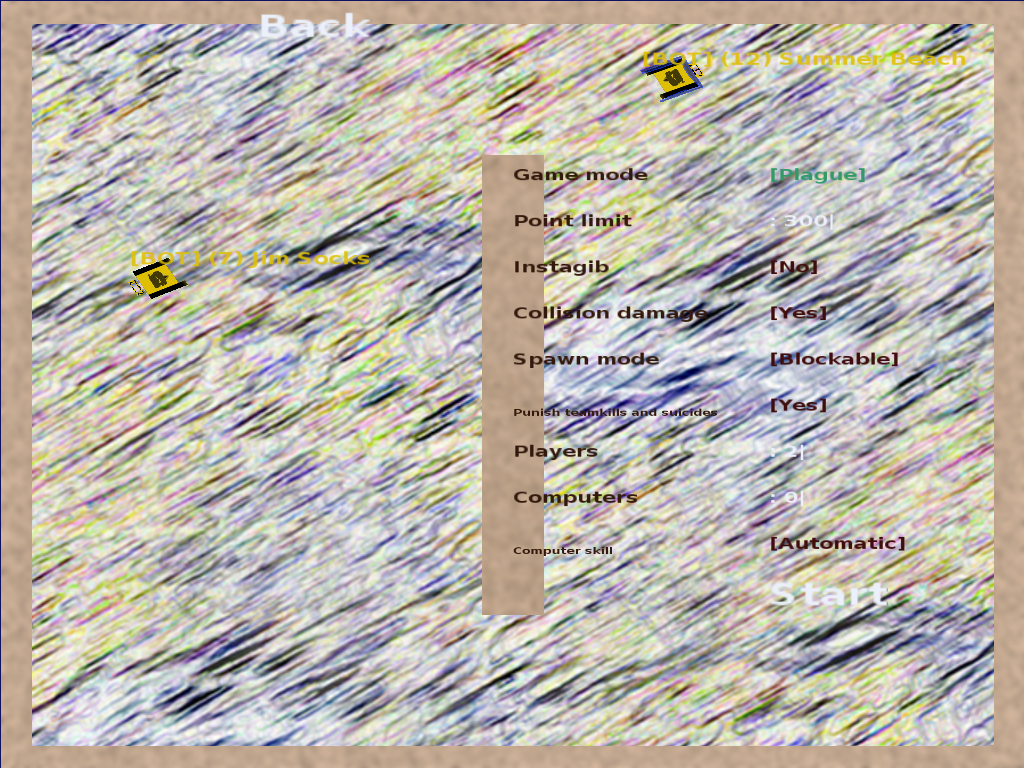 Back
[BOT] (12) Summer Beach
Game mode [Plague]
Point limit : 300|
[BOT] (7) Jim Socks
Instagib [No]
Collision damage [Yes]
Spawn mode [Blockable]
Punish teamkills and suicides [Yes]
Players
Computers : 0|
Computer skill [Automatic]
Start